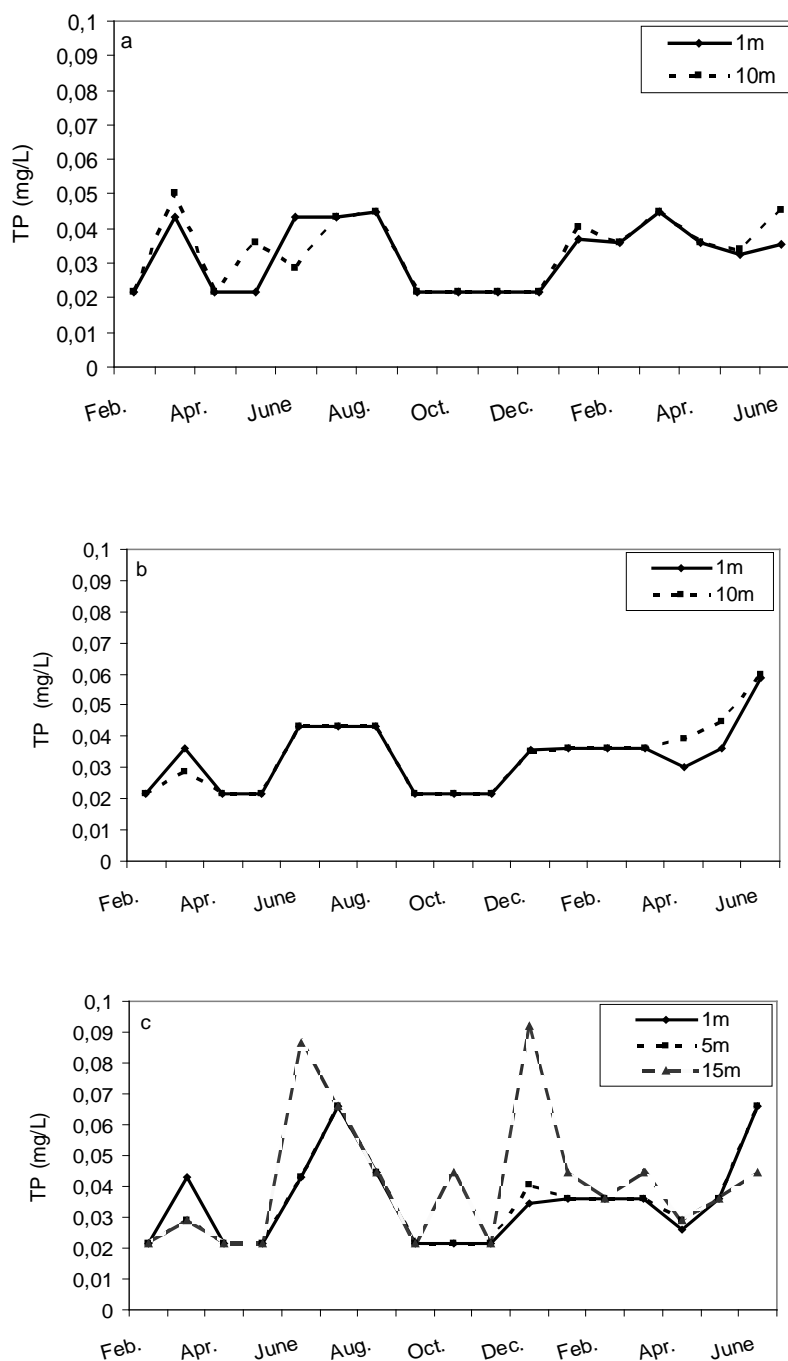 a
1m
10m
TP (mg/L)
0,1
0,09
0,08
0,07
0,06
0,05
0,04
0,03
0,02
0,01
0
Feb. Apr. June Aug. Oct. Dec. Feb. Apr. June
b
1m
10m
TP (mg/L)
0,1
0,09
0,08
0,07
0,06
0,05
0,04
0,03
0,02
0,01
0
Feb. Apr. June Aug. Oct. Dec. Feb. Apr. June
c
1m
5m
15m
TP (mg/L)
0,1
0,09
0,08
0,07
0,06
0,05
0,04
0,03
0,02
0,01
0
Feb. Apr. June Aug. Oct. Dec. Feb. Apr. June